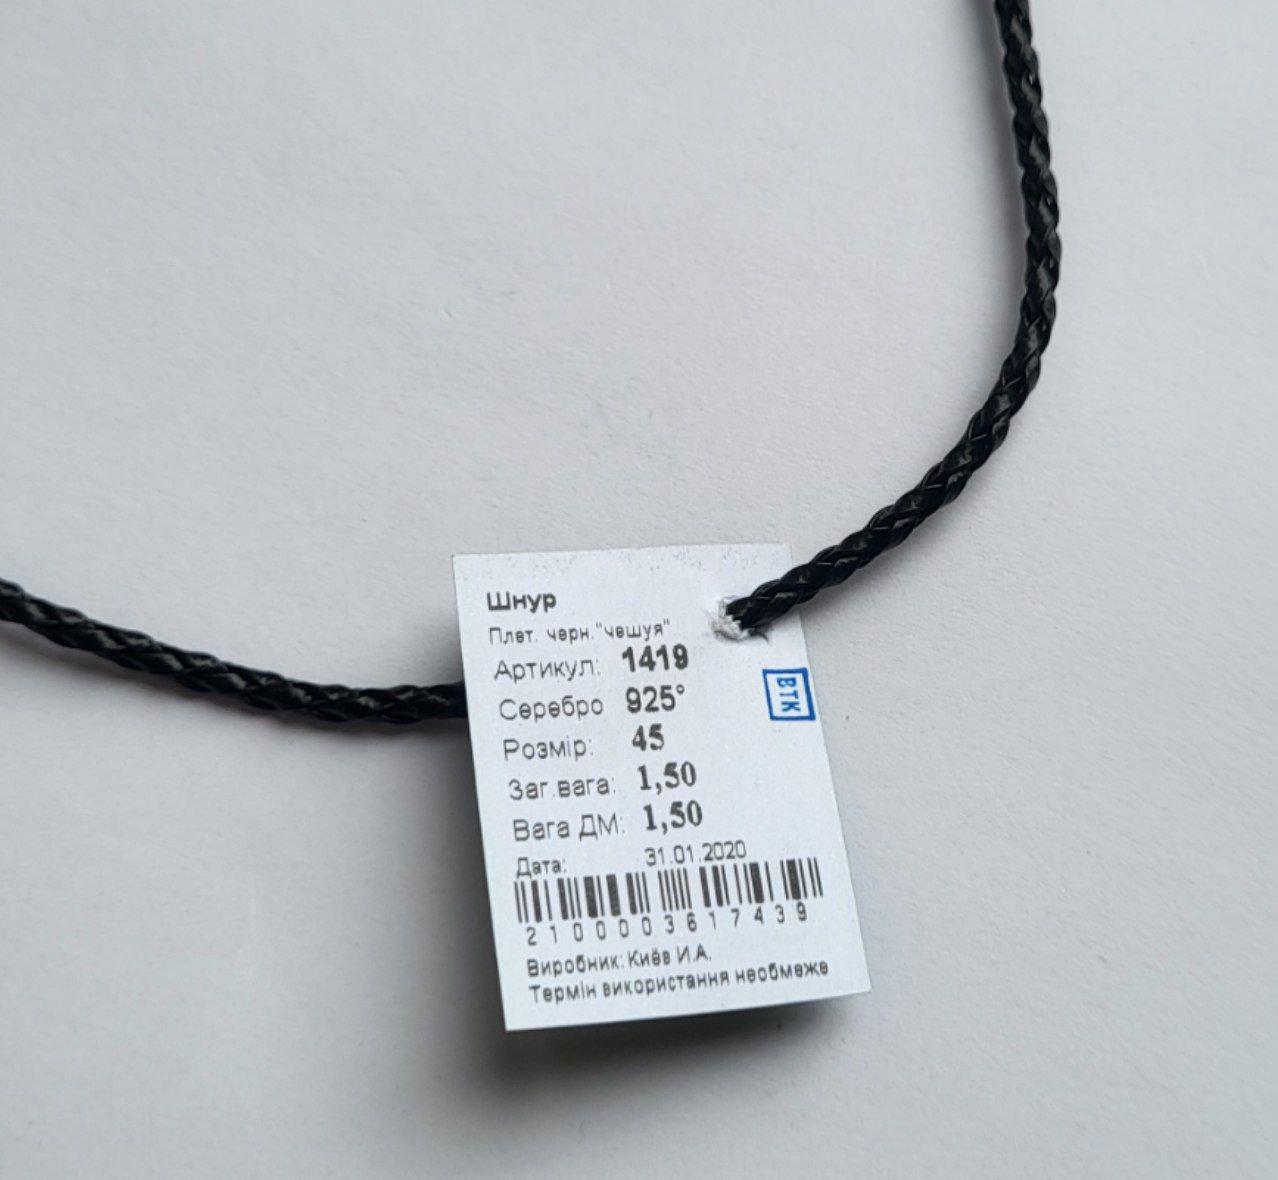 Шнур
Плет. черн."чешуя"
Артикул: 1419
Серебро 925°
ВТК
Розмір: 45
Заг.вага: 1,50
Вага ДМ: 1,50
Дата: 31.01.2020
2100003617439
Виробник: Киёв И.А.
Термін використання необмеже